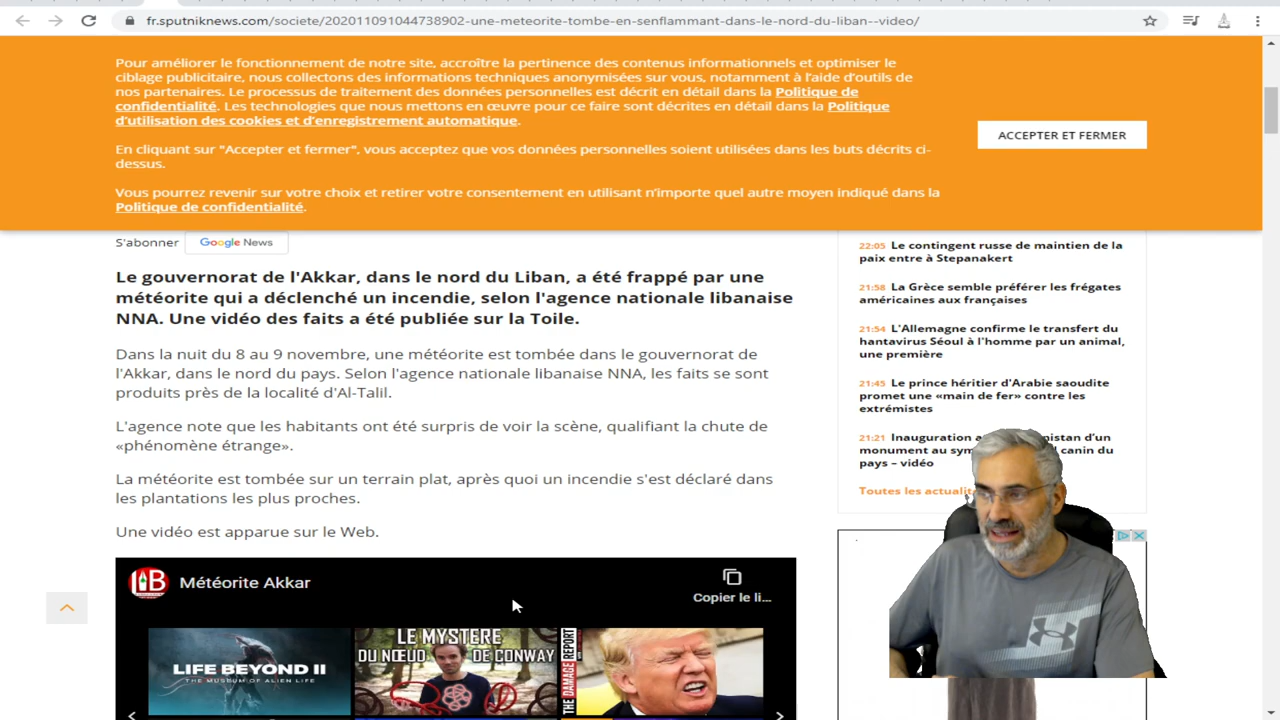 fr.sputniknews.com/societe/202011091044738902-une-meteorite-tombe-en-senflammant-dans-le-nord-du-liban--video/
Pour améliorer le fonctionnement de notre site, accroître la pertinence des contenus informationnels et optimiser le
ciblage publicitaire, nous collectons des informations techniques anonymisées sur vous, notamment à l'aide d'outils de
nos partenaires. Le processus de traitement des données personnelles est décrit en détail dans la Politique de
confidentialité. Les technologies que nous mettons en œuvre pour ce faire sont décrites en détail dans la Politique
d'utilisation des cookies et d'enregistrement automatique.
En cliquant sur "Accepter et fermer", vous acceptez que vos données personnelles soient utilisées dans les buts décrits ci-
dessus.
Vous pourrez revenir sur votre choix et retirer votre consentement en utilisant n'importe quel autre moyen indiqué dans la
Politique de confidentialité.
ACCEPTER ET FERMER
S'abonner Google News
Le gouvernorat de l'Akkar, dans le nord du Liban, a été frappé par une
météorite qui a déclenché un incendie, selon l'agence nationale libanaise
NNA. Une vidéo des faits a été publiée sur la Toile.
Dans la nuit du 8 au 9 novembre, une météorite est tombée dans le gouvernorat de
l'Akkar, dans le nord du pays. Selon l'agence nationale libanaise NNA, les faits se sont
produits près de la localité d'Al-Talil.
L'agence note que les habitants ont été surpris de voir la scène, qualifiant la chute de
«phénomène étrange».
La météorite est tombée sur un terrain plat, après quoi un incendie s'est déclaré dans
les plantations les plus proches.
Une vidéo est apparue sur le Web.
Météorite Akkar
Copier le li...
LIFE BEYOND II
THE MUSEUM OF ALIEN LIFE
LE MYSTERE
DU NŒUD DE CONWAY
THE DAMAGE REPORT
22:05 Le contingent russe de maintien de la
paix entre à Stepanakert
21:58 La Grèce semble préférer les frégates
américaines aux françaises
21:54 L'Allemagne confirme le transfert du
hantavirus Séoul à l'homme par un animal,
une première
21:45 Le prince héritier d'Arabie saoudite
promet une «main de fer» contre les
extrémistes
21:21 Inauguration d'un
monument au canin du
pays – vidéo
Toutes les